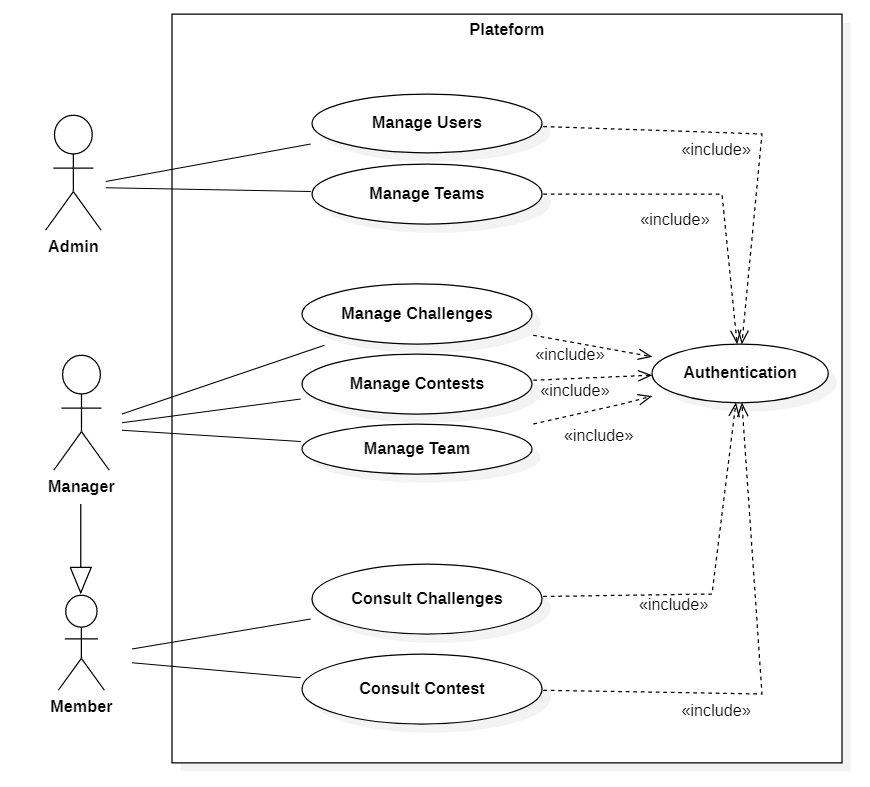 Plateform
Manage Users
«include»
Manage Teams
«include»
Admin
Manage Challenges
«include»
Manage Contests
«include»
Authentication
Manage Team
«include»
Manager
Consult Challenges
«include»
Member
Consult Contest
«include»